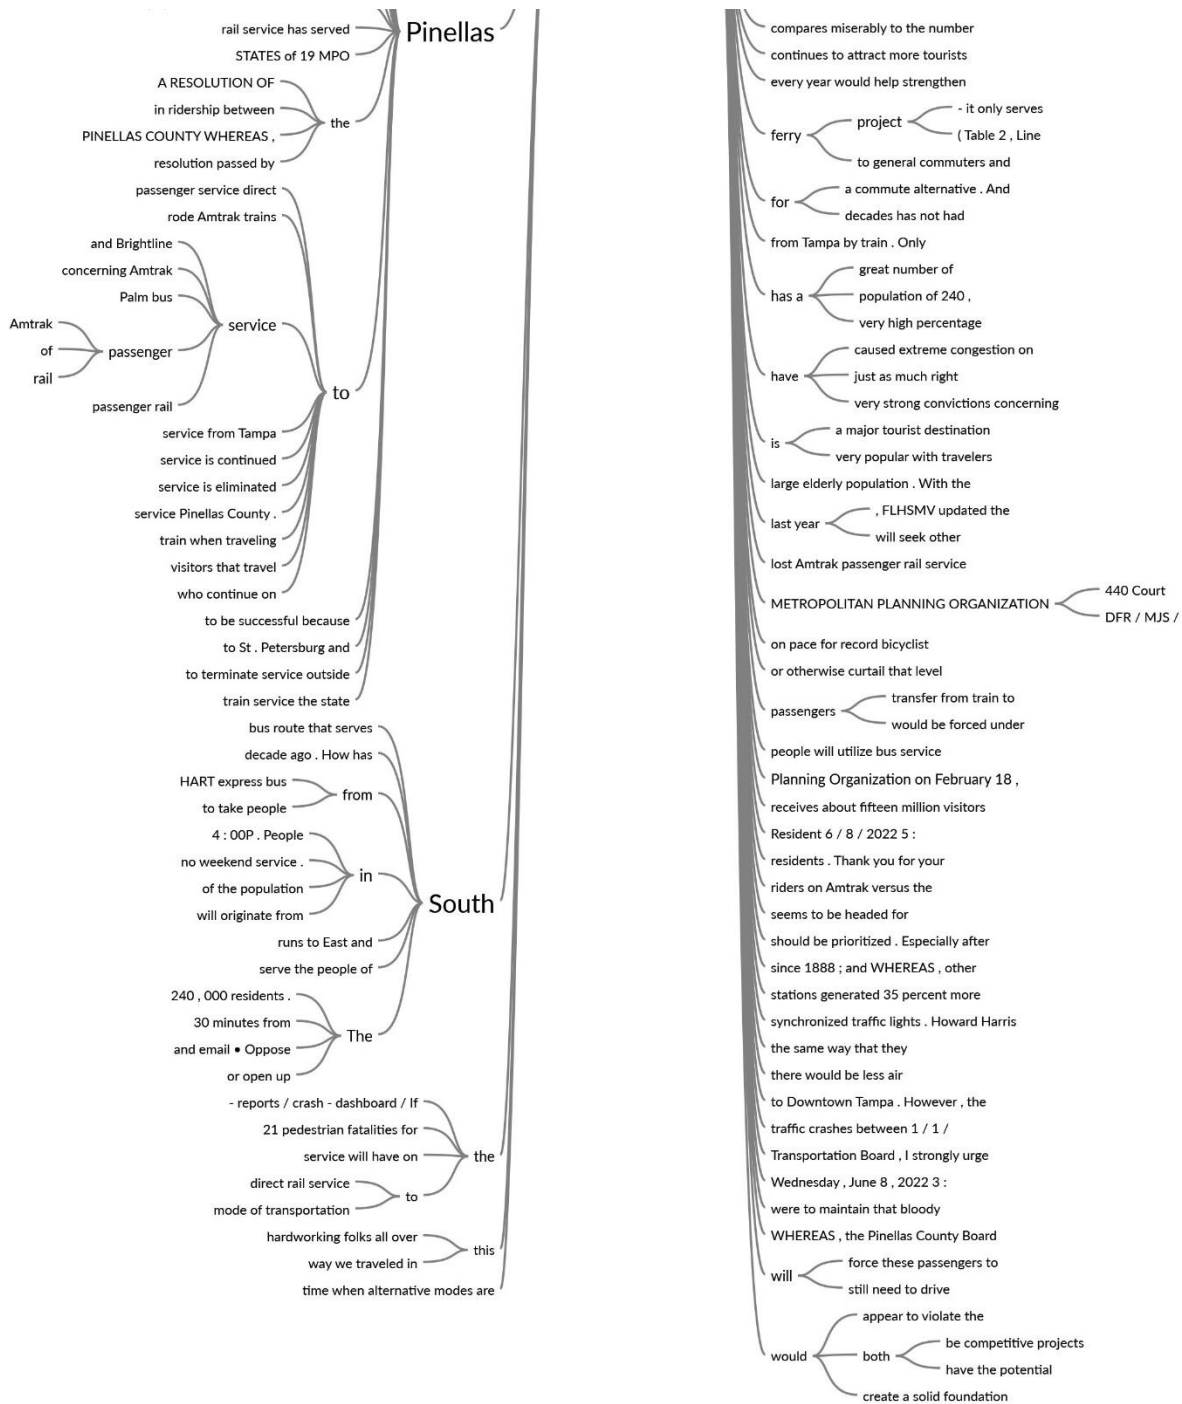 rail service has served
Pinellas
STATES of 19 MPO
A RESOLUTION OF
in ridership between
the
PINELLAS COUNTY WHEREAS ,
resolution passed by
passenger service direct
rode Amtrak trains
and Brightline
concerning Amtrak
Palm bus
Amtrak
service
of
passenger
rail
to
passenger rail
service from Tampa
service is continued
service is eliminated
service Pinellas County .
train when traveling
visitors that travel
who continue on
to be successful because
to St . Petersburg and
to terminate service outside
train service the state
bus route that serves
decade ago . How has
HART express bus
from
to take people
4 : 00P . People
no weekend service .
in
of the population
will originate from
South
runs to East and
serve the people of
240 , 000 residents .
30 minutes from
The
and email • Oppose
or open up
- reports / crash - dashboard / If
21 pedestrian fatalities for
service will have on
the
direct rail service
to
mode of transportation
hardworking folks all over
this
way we traveled in
time when alternative modes are
compares miserably to the number
continues to attract more tourists
every year would help strengthen
ferry
project
- it only serves
( Table 2 , Line
to general commuters and
for
a commute alternative . And
decades has not had
from Tampa by train . Only
has a
great number of
population of 240 ,
very high percentage
have
caused extreme congestion on
just as much right
very strong convictions concerning
is
a major tourist destination
very popular with travelers
large elderly population . With the
last year
, FLHSMV updated the
will seek other
lost Amtrak passenger rail service
METROPOLITAN PLANNING ORGANIZATION
440 Court
DFR / MJS /
on pace for record bicyclist
or otherwise curtail that level
passengers
transfer from train to
would be forced under
people will utilize bus service
Planning Organization on February 18 ,
receives about fifteen million visitors
Resident 6 / 8 / 2022 5 :
residents . Thank you for your
riders on Amtrak versus the
seems to be headed for
should be prioritized . Especially after
since 1888 ; and WHEREAS , other
stations generated 35 percent more
synchronized traffic lights . Howard Harris
the same way that they
there would be less air
to Downtown Tampa . However , the
traffic crashes between 1 / 1 /
Transportation Board , I strongly urge
Wednesday , June 8 , 2022 3 :
were to maintain that bloody
WHEREAS , the Pinellas County Board
will
force these passengers to
still need to drive
would
appear to violate the
both
be competitive projects
have the potential
create a solid foundation